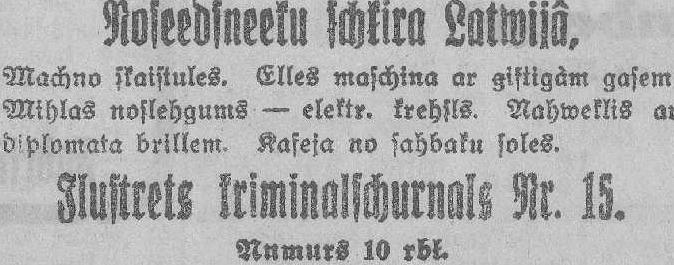 Noseedsneeku schkira Latwijâ,
Machno skaistules. Elles maschina ar giftigàm gasem
Mihlas noslehgums — elektr. krehsls. Nahweklis ar
diplomata brillem. Kafeja no sahbaku soles.
Ilustrets kriminalschurnals Nr. 15.
Numurs 10 rbl.